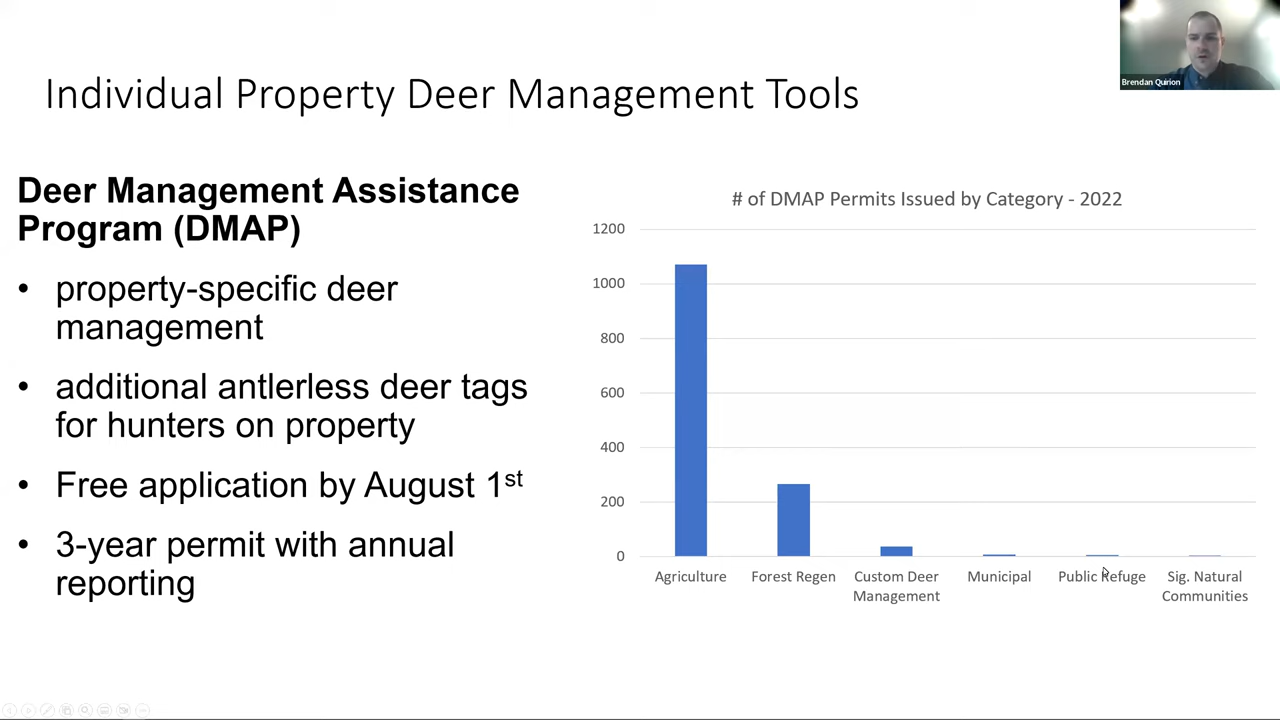 Individual Property Deer Management Tools
Brendan Quirion
Deer Management Assistance
Program (DMAP)
• property-specific deer
management
• additional antlerless deer tags
for hunters on property
• Free application by August 1st
• 3-year permit with annual
reporting
# of DMAP Permits Issued by Category - 2022
1200
1000
800
600
400
200
0
Agriculture
Forest Regen
Custom Deer
Management
Municipal
Public Refuge
Sig. Natural
Communities